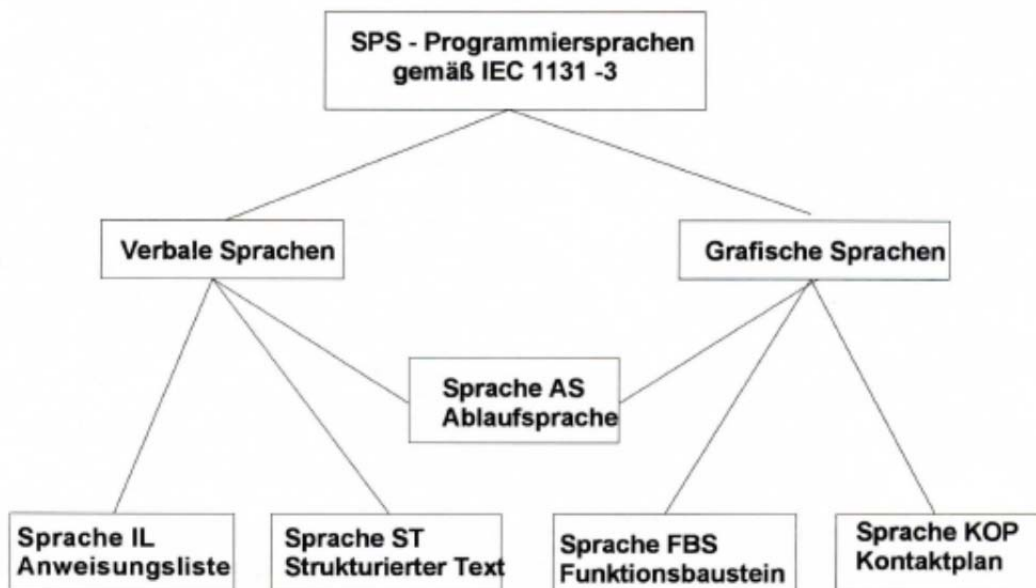 SPS - Programmiersprachen
gemäß IEC 1131 -3
Verbale Sprachen
Grafische Sprachen
Sprache AS
Ablaufsprache
Sprache IL
Anweisungsliste
Sprache ST
Strukturierter Text
Sprache FBS
Funktionsbaustein
Sprache KOP
Kontaktplan